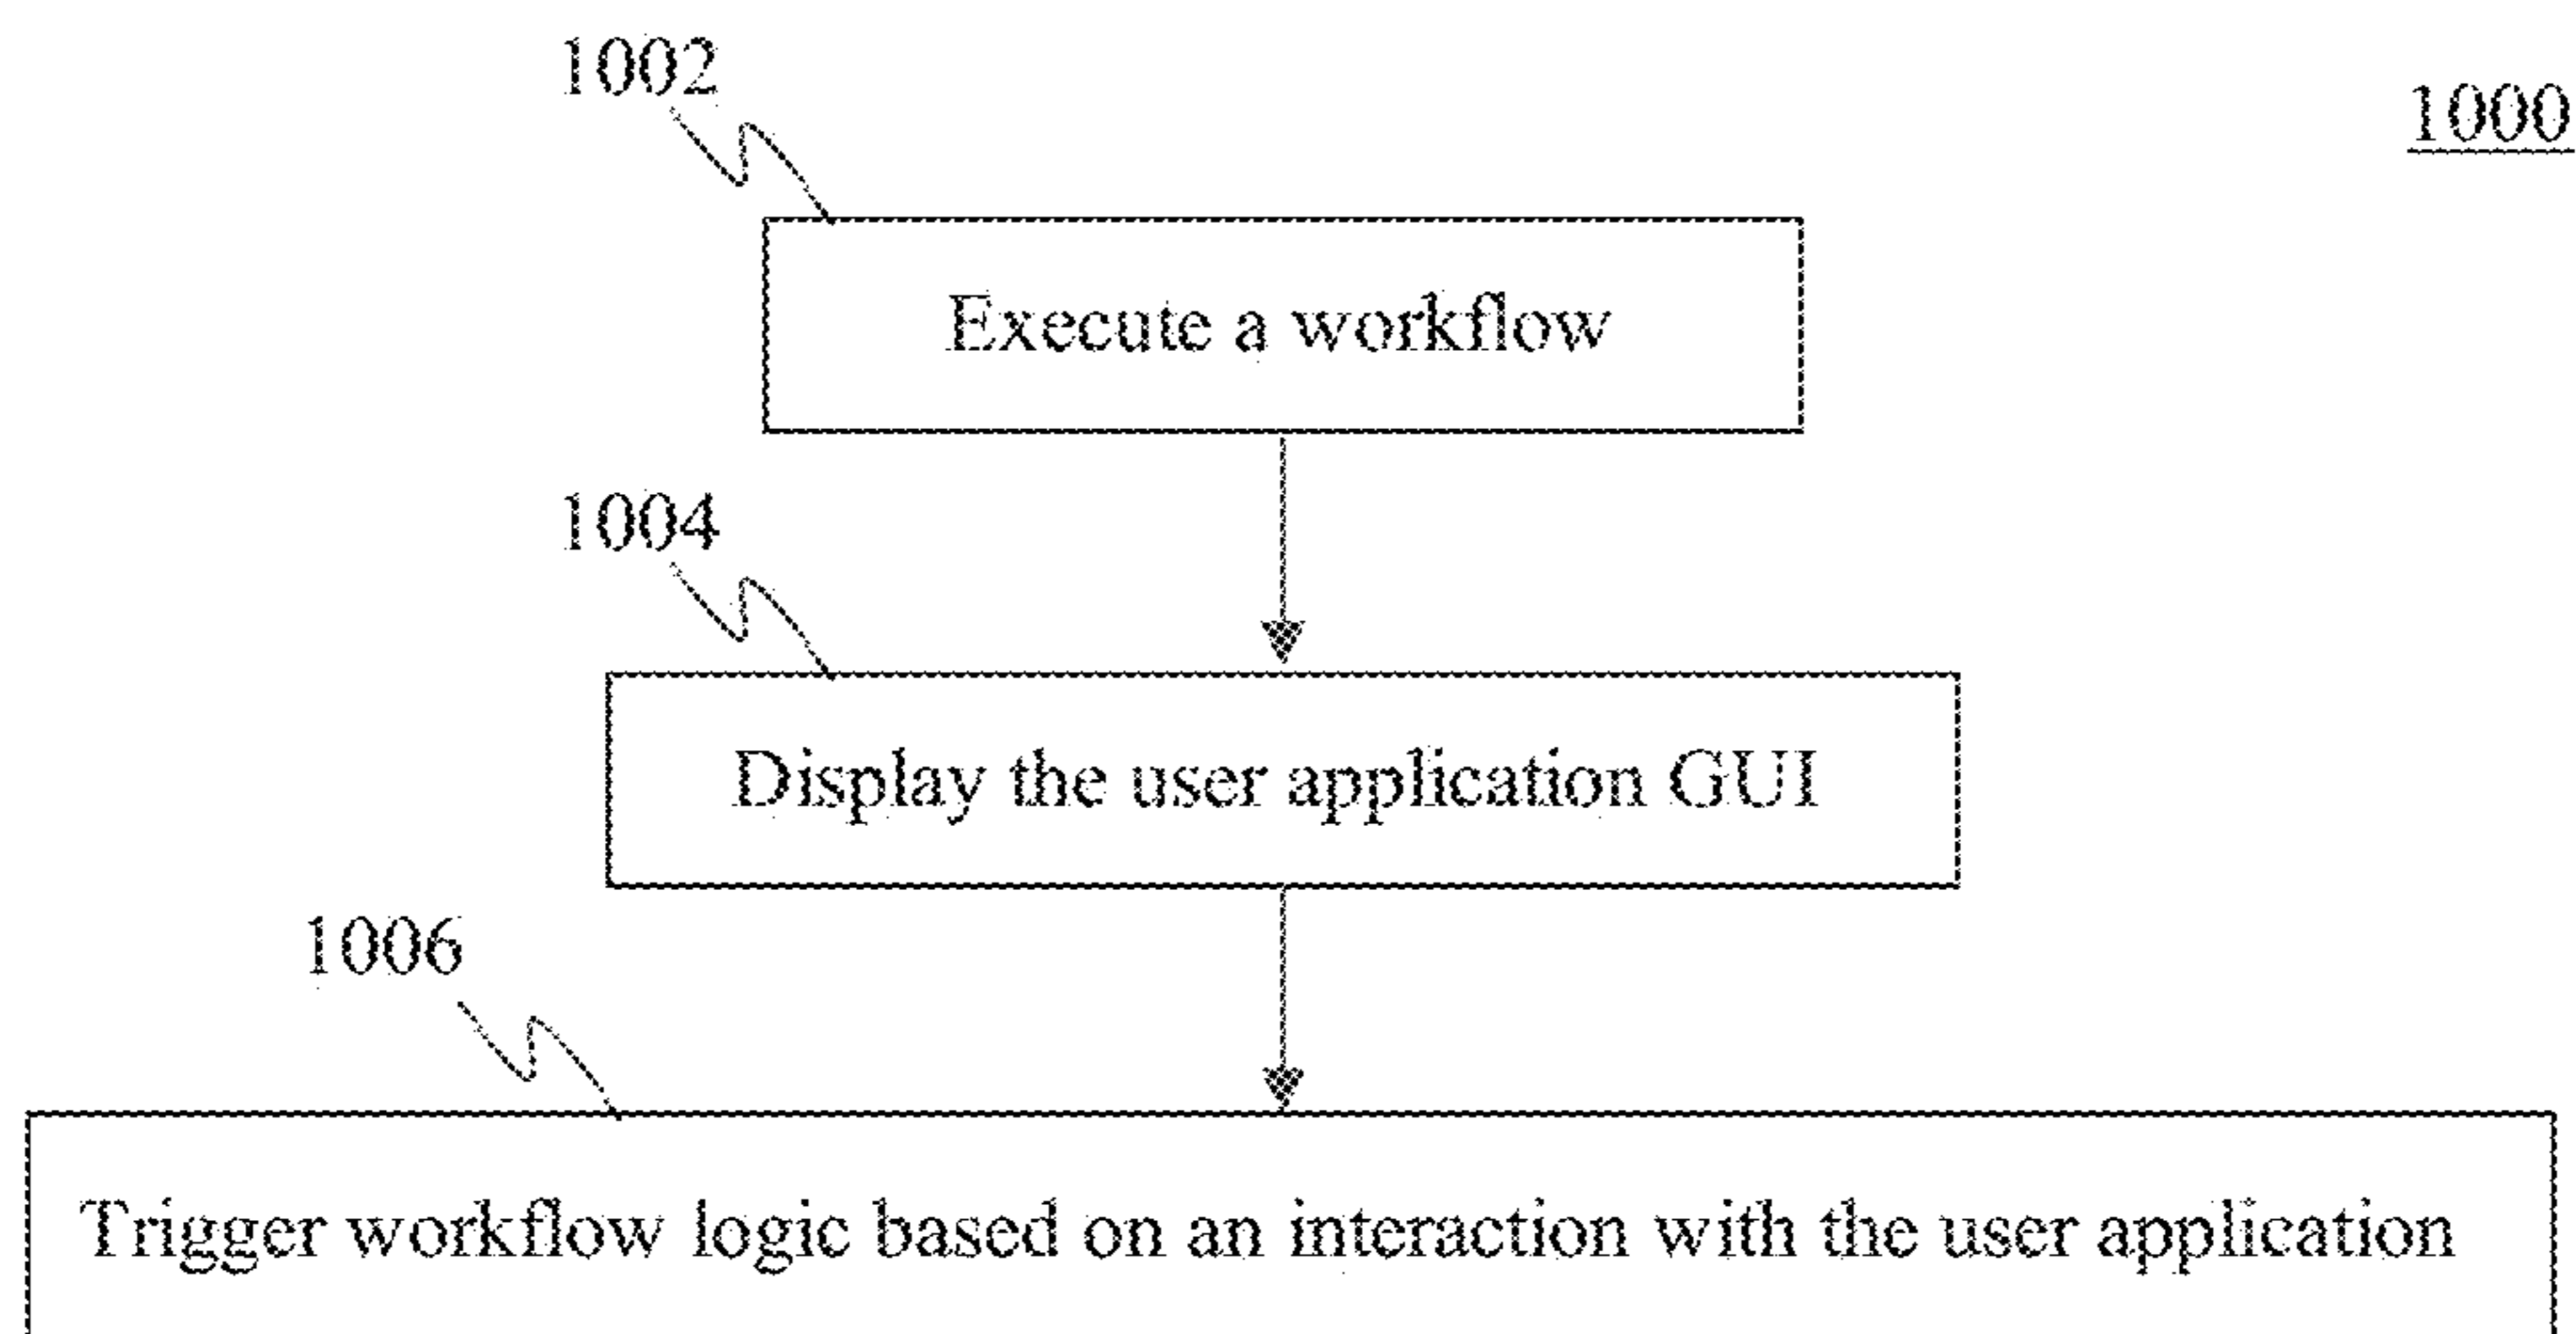 1002
1000
Execute a workflow
1004
Display the user application GUI
1006
Trigger workflow logic based on an interaction with the user application